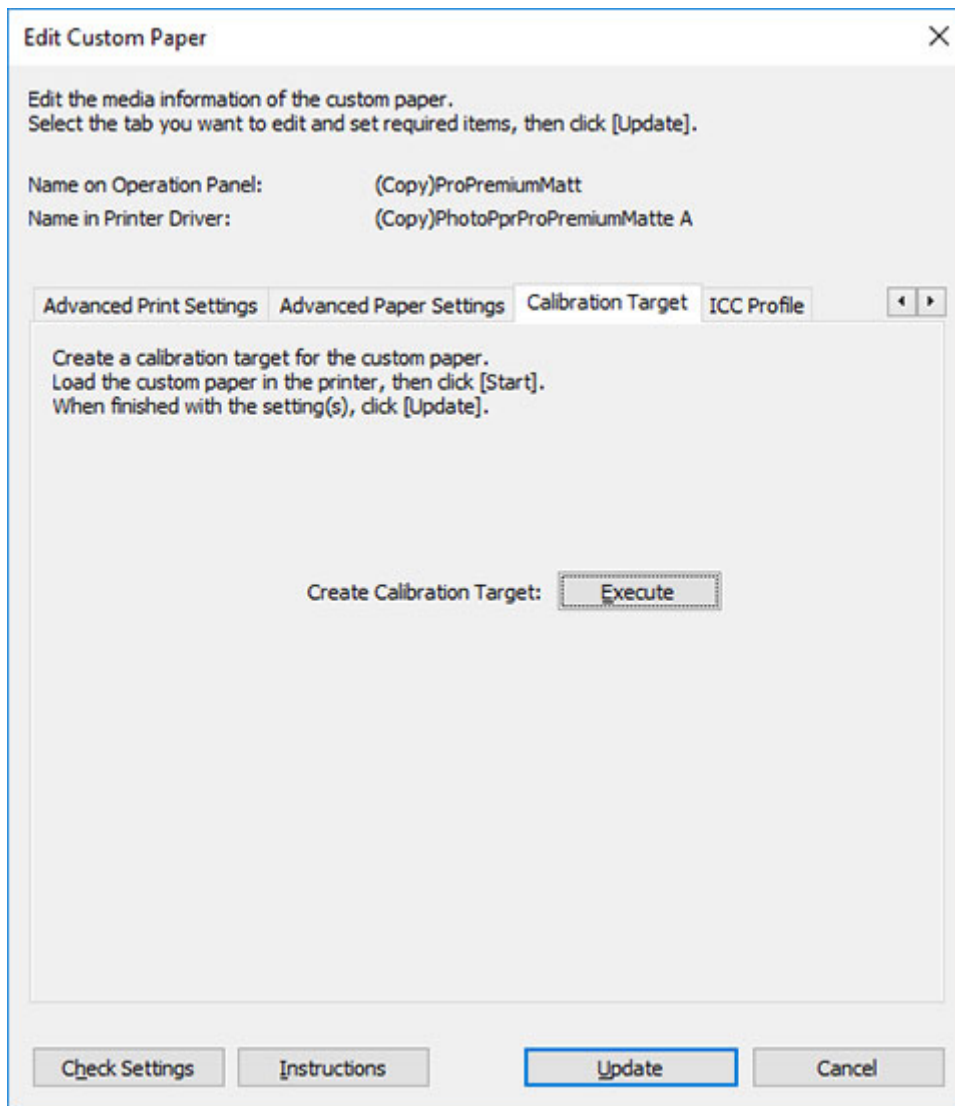 Edit Custom Paper
Edit the media information of the custom paper.
Select the tab you want to edit and set required items, then click [Update].
Name on Operation Panel: (Copy)ProPremiumMatt
Name in Printer Driver: (Copy)PhotoPprProPremiumMatte A
Advanced Print Settings Advanced Paper Settings Calibration Target ICC Profile
Create a calibration target for the custom paper.
Load the custom paper in the printer, then click [Start].
When finished with the setting(s), click [Update].
Create Calibration Target: Execute
Check Settings Instructions Update Cancel